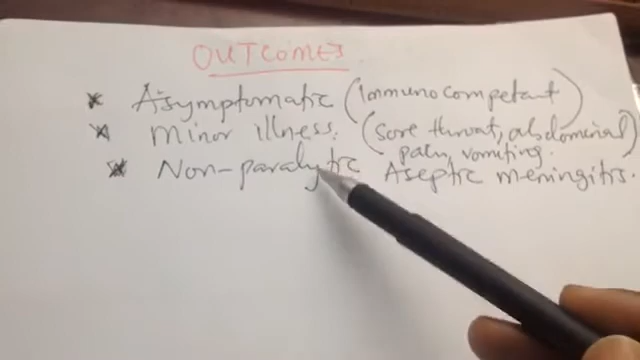 OUTCOMES
* Asymptomatic (Immunocompetent)
* Minor illness. (Sore throat, abdominal
pain, vomiting.)
* Non-paralytic Aseptic meningitis.